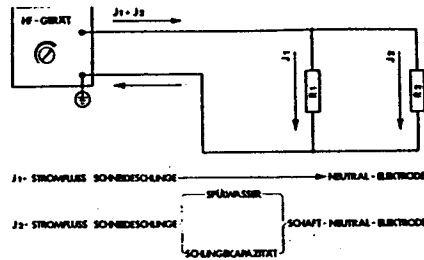 HF-GERÄT
J1+J2
J1
R1
J2
R2
J1- STROMFLUSS SCHNEIDESCHLINGE NEUTRAL-ELEKTRODE
SPÜLWASSER
J2- STROMFLUSS SCHNEIDESCHLINGE SCHAFT-NEUTRAL-ELEKTRODE
SCHLINGEKAPAZITÄT